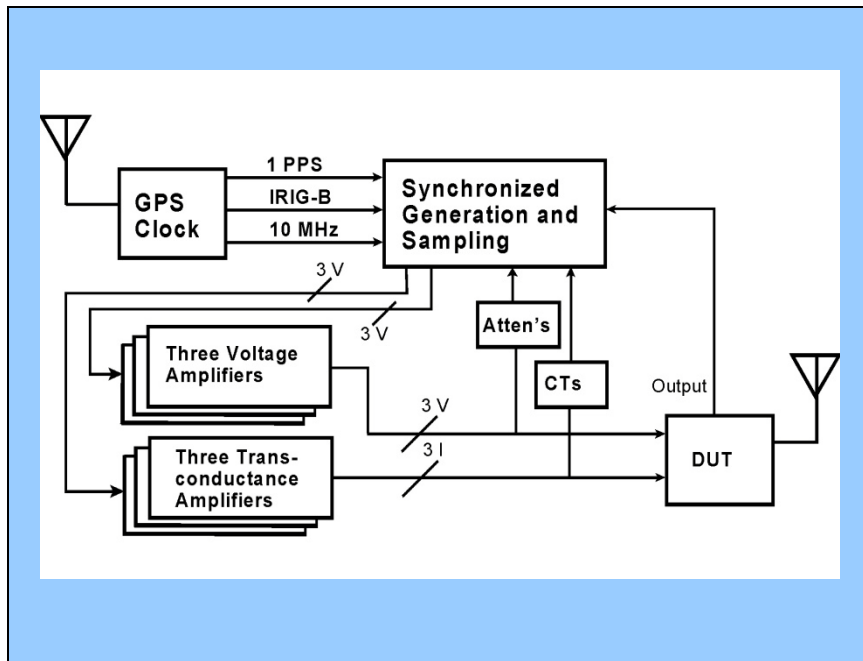 1 PPS
IRIG-B
10 MHz
GPS
Clock
Synchronized
Generation and
Sampling
3 V
3 V
Atten's
CTs
Three Voltage
Amplifiers
3 V
Output
3 I
DUT
Three Trans-
conductance
Amplifiers